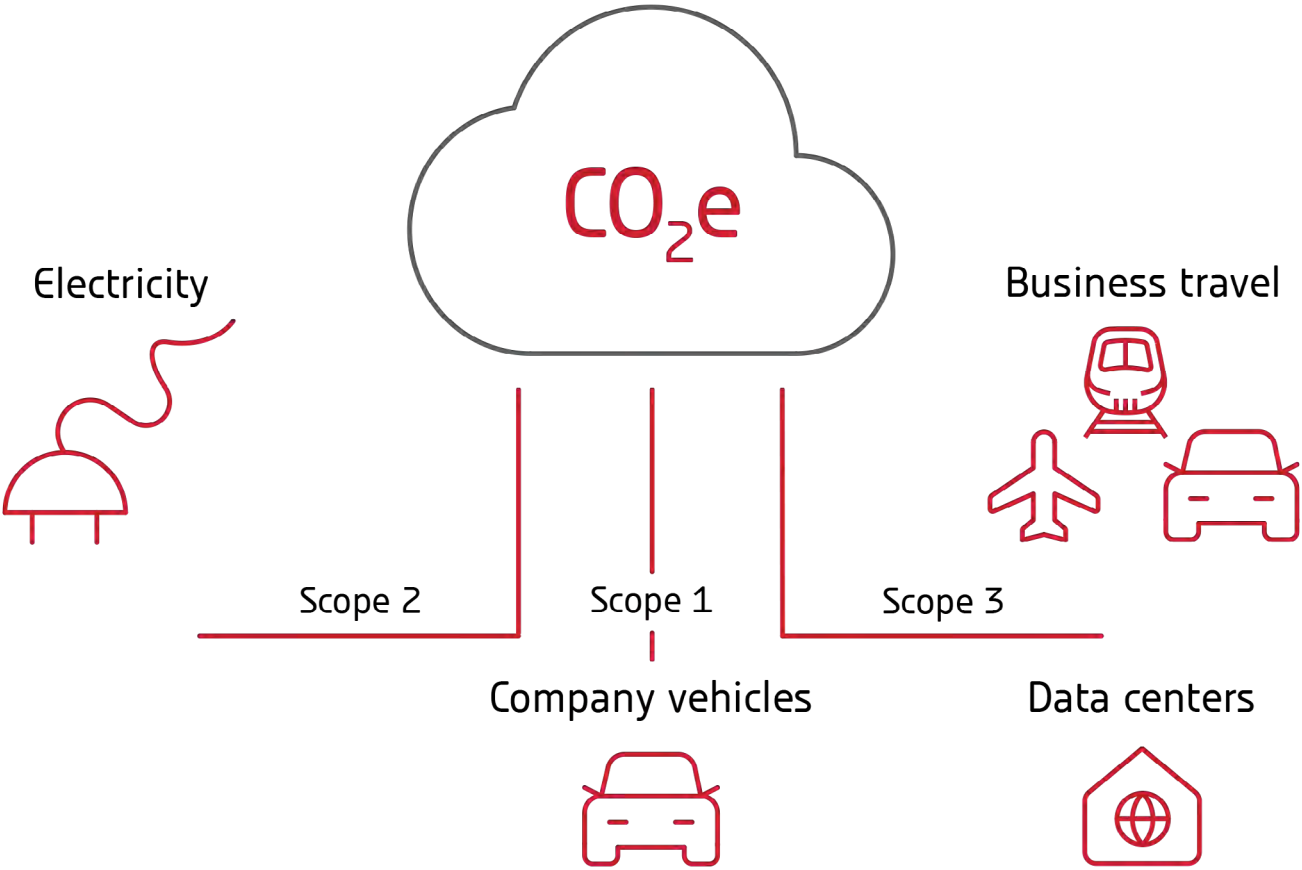 CO₂e
Electricity
Business travel
Scope 2
Scope 1
Scope 3
Company vehicles
Data centers